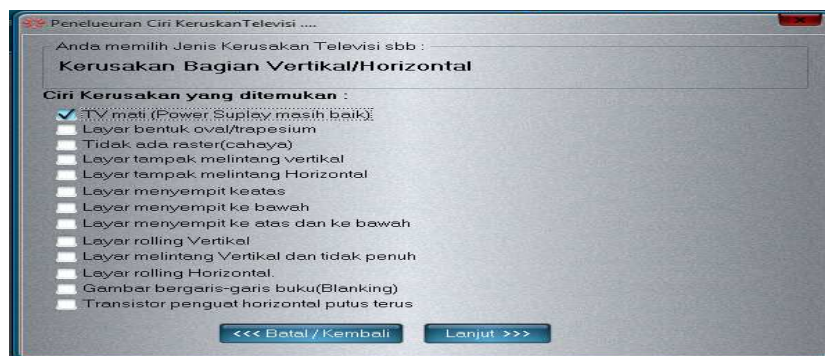 Penelueuran Ciri KeruskanTelevisi ....
Anda memilih Jenis Kerusakan Televisi sbb :
Kerusakan Bagian Vertikal/Horizontal
Ciri Kerusakan yang ditemukan :
TV mati (Power Suplay masih baik)
Layar bentuk oval/trapesium
Tidak ada raster(cahaya)
Layar tampak melintang vertikal
Layar tampak melintang Horizontal
Layar menyempit keatas
Layar menyempit ke bawah
Layar menyempit ke atas dan ke bawah
Layar rolling Vertikal
Layar melintang Vertikal dan tidak penuh
Layar rolling Horizontal.
Gambar bergaris-garis buku(Blanking)
Transistor penguat horizontal putus terus
<<< Batal / Kembali
Lanjut >>>